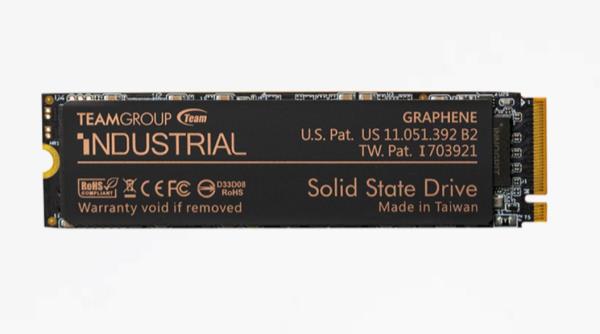 TEAMGROUP Team
INDUSTRIAL
GRAPHENE
U.S. Pat. US 11.051.392 B2
TW. Pat. I 703921
RoHS
COMPLIANT
CE FC
D33D08
RoHS
Warranty void if removed
Solid State Drive
Made in Taiwan